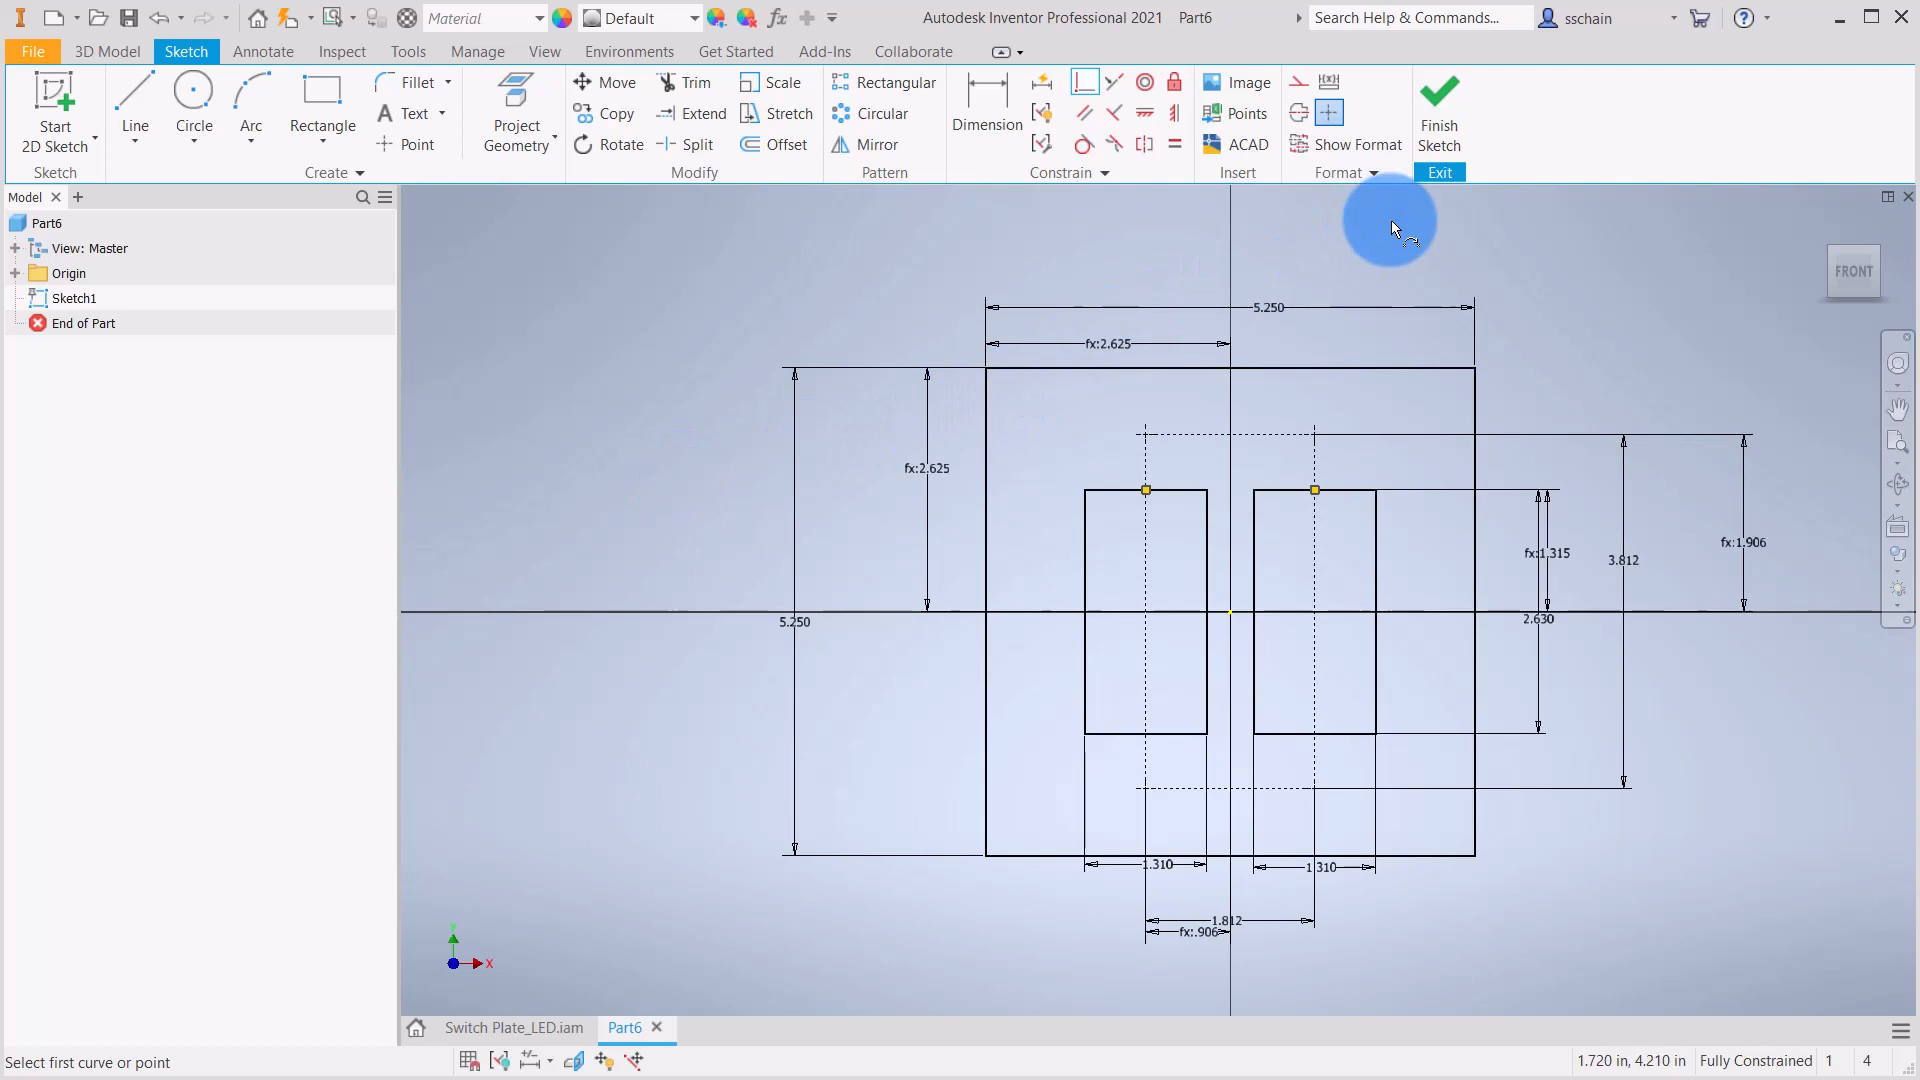 Material
Default
fx
Autodesk Inventor Professional 2021 Part6
Search Help & Commands...
sschain
File
3D Model
Sketch
Annotate
Inspect
Tools
Manage
View
Environments
Get Started
Add-Ins
Collaborate
Start
2D Sketch
Line
Circle
Arc
Rectangle
Fillet
Text
Point
Project
Geometry
Move
Copy
Rotate
Trim
Extend
Split
Scale
Stretch
Offset
Rectangular
Circular
Mirror
Dimension
Image
Points
ACAD
Show Format
Finish
Sketch
Sketch
Create
Modify
Pattern
Constrain
Insert
Format
Exit
Model
Part6
View: Master
Origin
Sketch1
End of Part
FRONT
5.250
fx:2.625
fx:2.625
fx:1.906
fx:1.315
3.812
2.630
5.250
1.310
1.310
1.812
fx:.906
Y
X
Switch Plate_LED.iam
Part6
Select first curve or point
1.720 in, 4.210 in
Fully Constrained
1
4